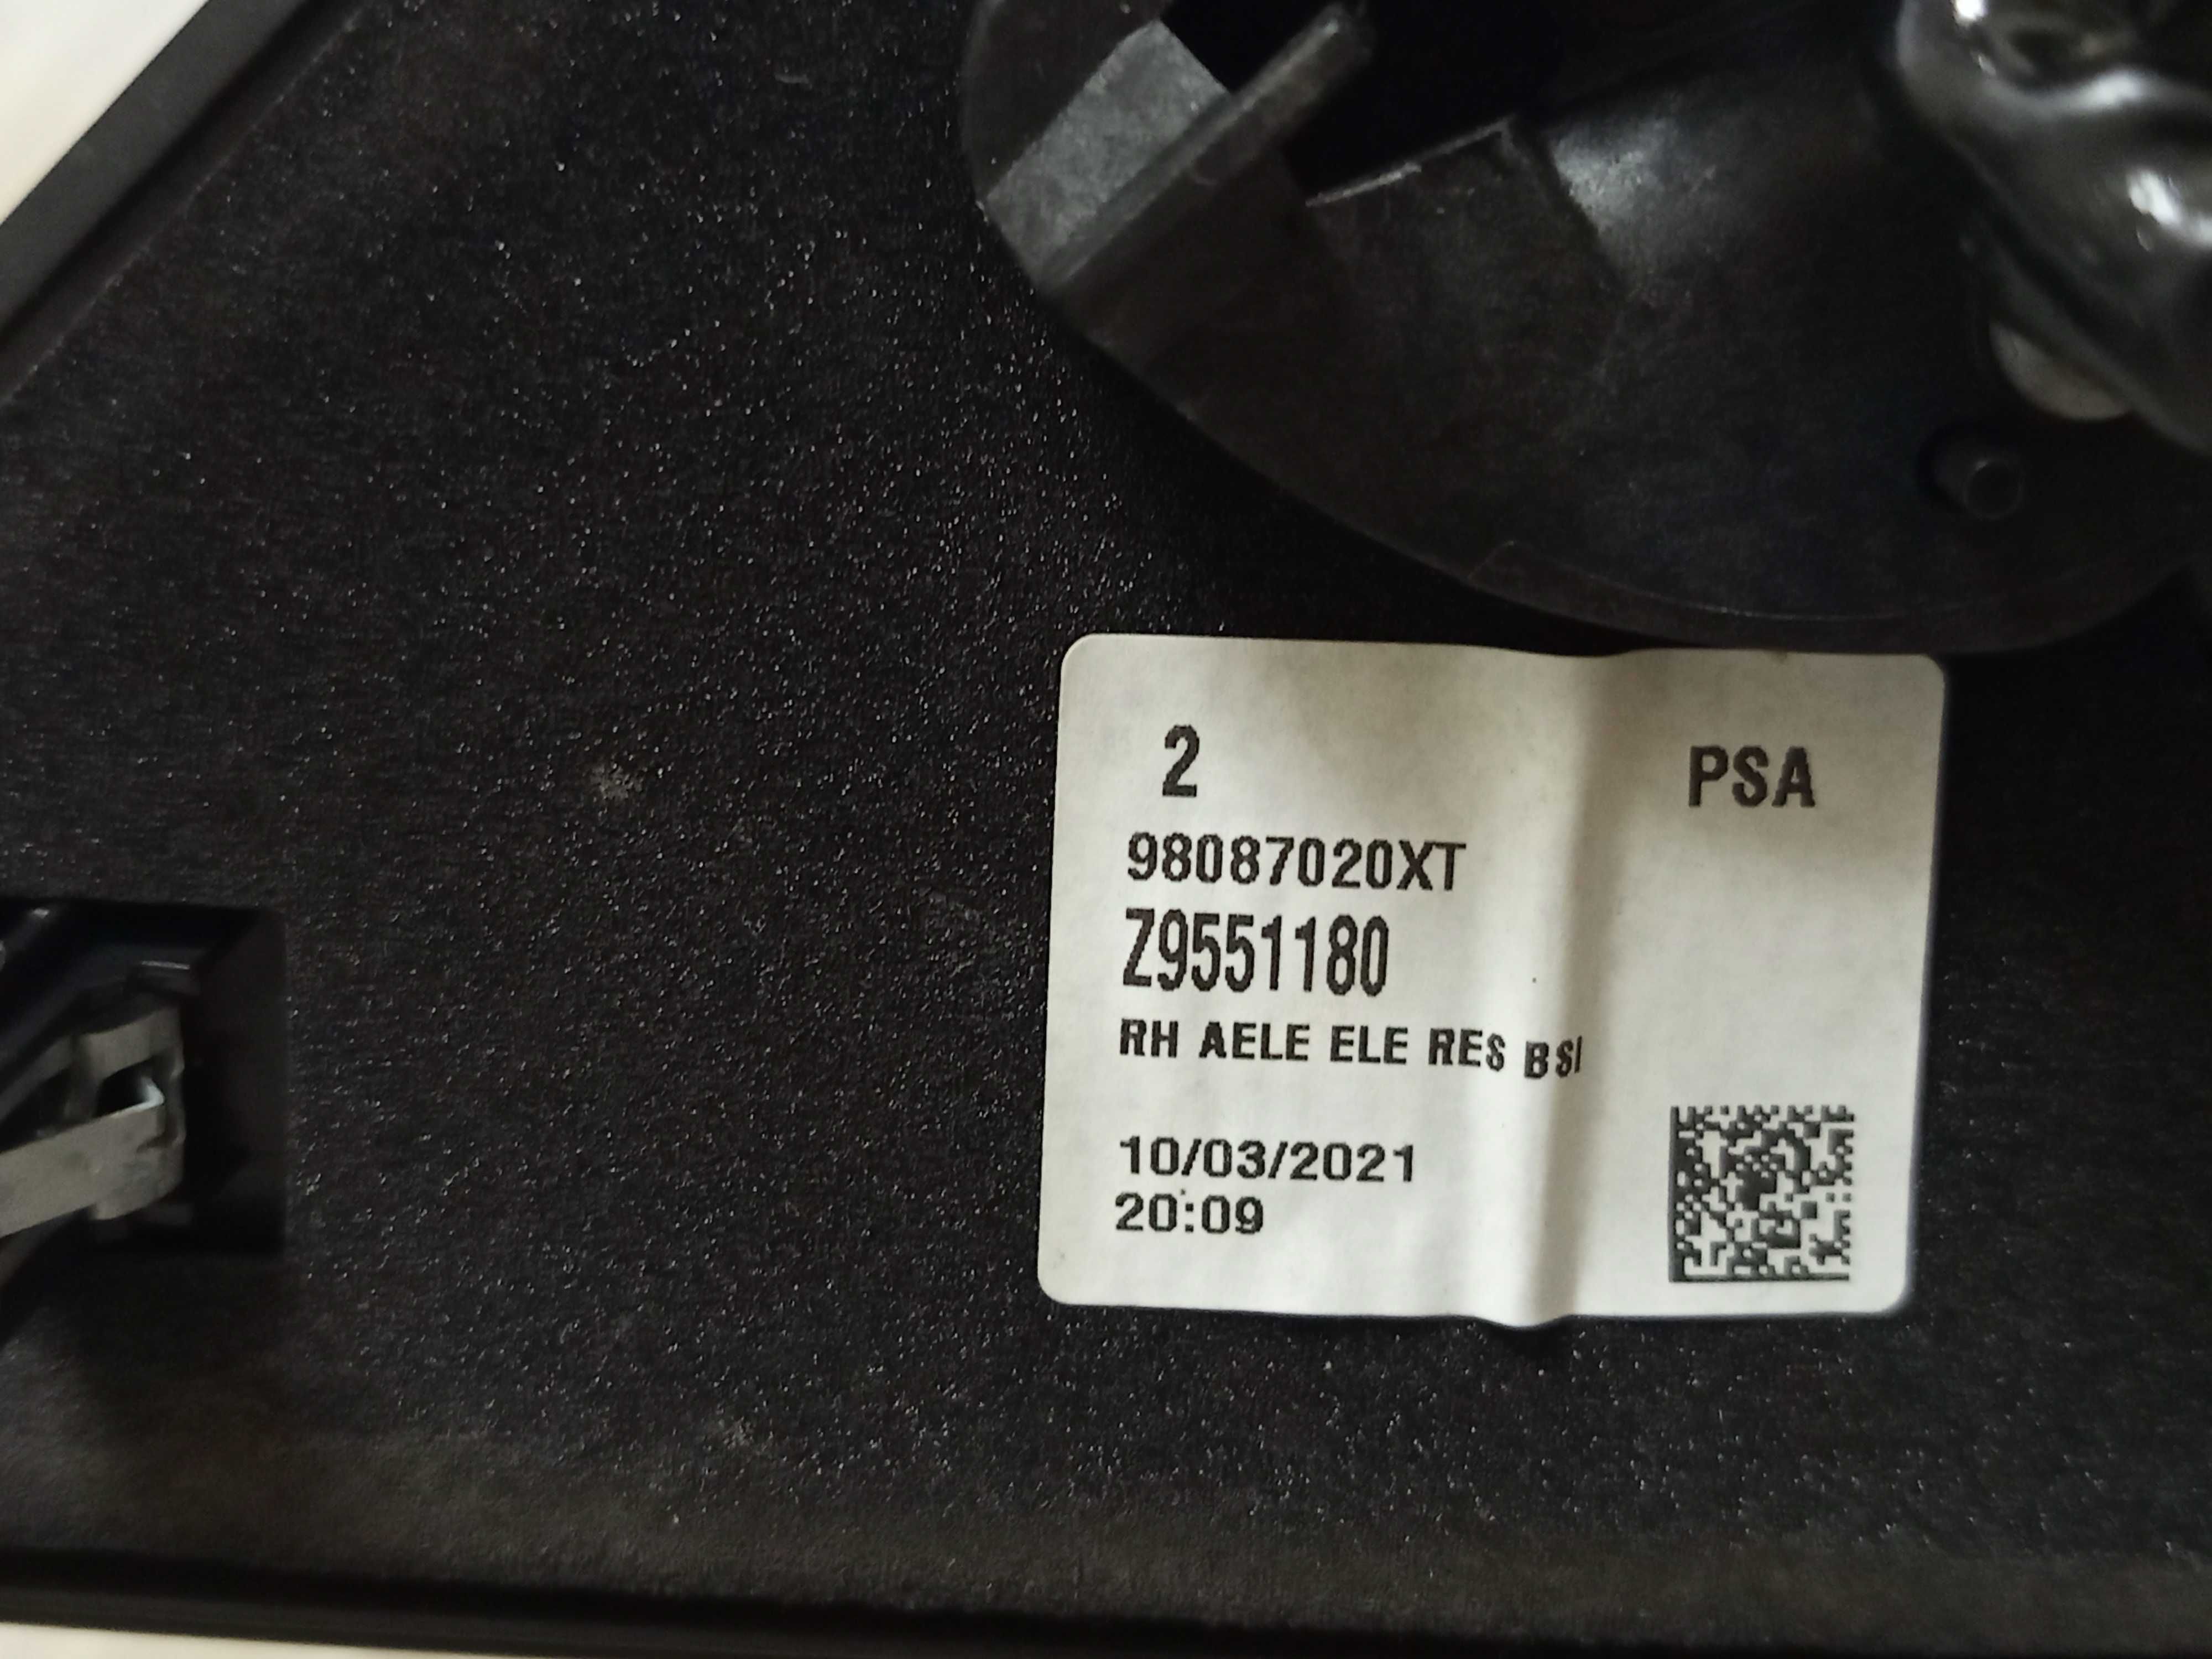 2 PSA
98087020XT
Z9551180
RH AELE ELE RES BSI
10/03/2021
20:09